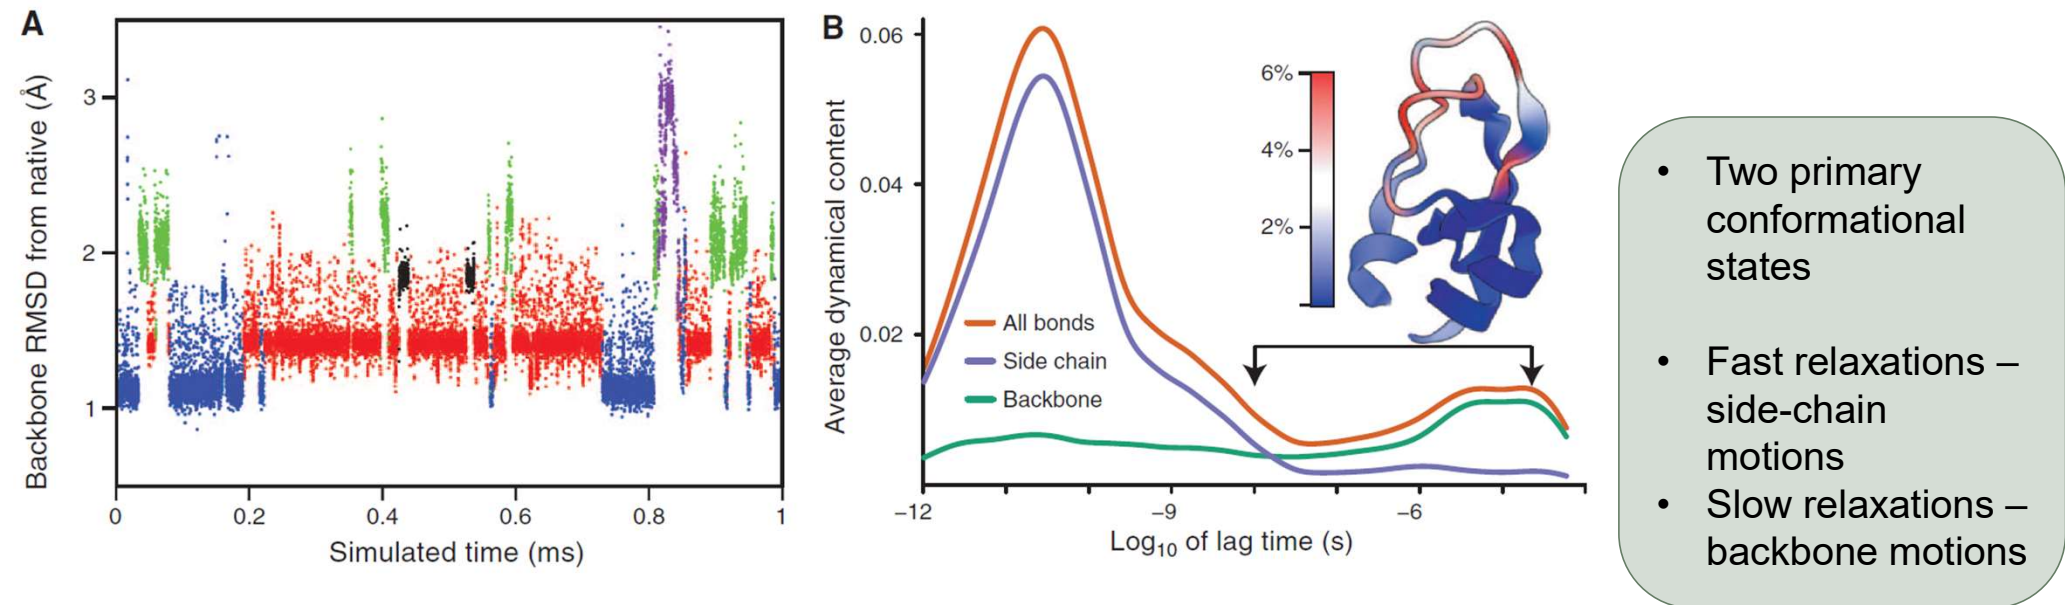 A
Backbone RMSD from native (Å)
3
2
1
0
0.2
0.4
0.6
0.8
1
Simulated time (ms)
B
Average dynamical content
0.06
0.04
0.02
6%
4%
2%
All bonds
Side chain
Backbone
−12
−9
−6
Log10 of lag time (s)
• Two primary
conformational
states
• Fast relaxations –
side-chain
motions
• Slow relaxations –
backbone motions